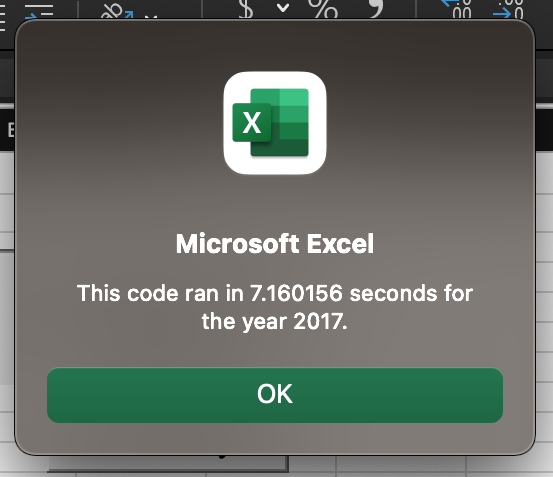 $ % 
X
Microsoft Excel
This code ran in 7.160156 seconds for
the year 2017.
OK